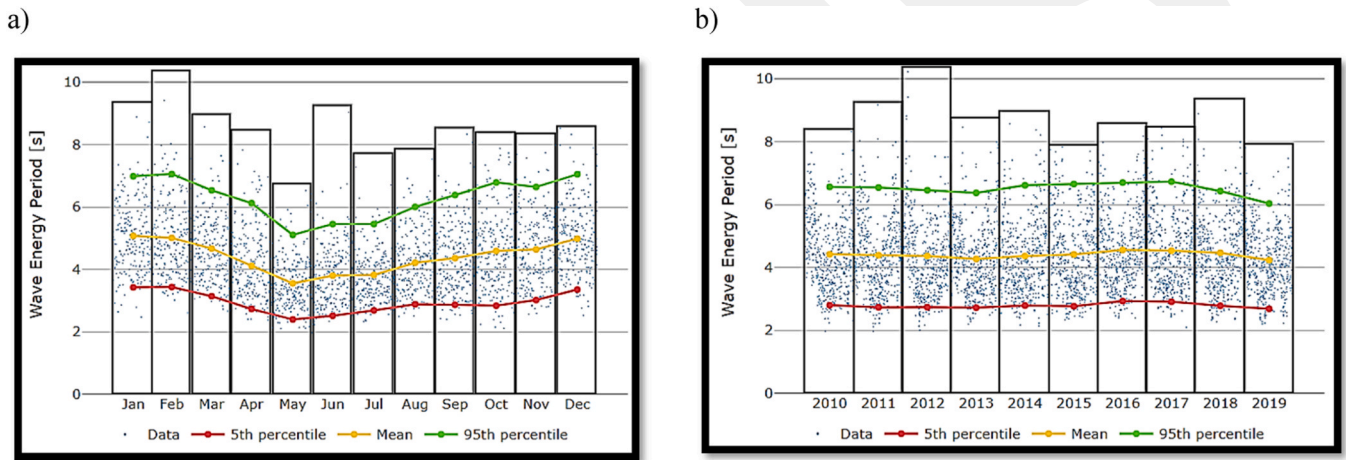 a)
b)
Wave Energy Period [s]
10
8
6
4
2
0
Jan Feb Mar Apr May Jun Jul Aug Sep Oct Nov Dec
Data 5th percentile Mean 95th percentile
Wave Energy Period [s]
10
8
6
4
2
0
2010 2011 2012 2013 2014 2015 2016 2017 2018 2019
Data 5th percentile Mean 95th percentile